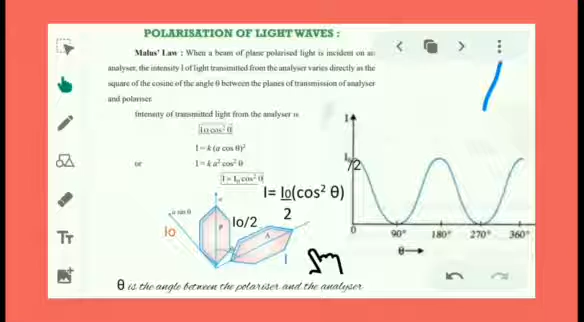 POLARISATION OF LIGHT WAVES :
Malus' Law : When a beam of plane polarised light is incident on an
analyser, the intensity I of light transmitted from the analyser varies directly as the
square of the cosine of the angle θ between the planes of transmission of analyser
and polariser.
Intensity of transmitted light from the analyser is
I α cos² θ
I = k (a cos θ)²
or I = k a² cos² θ
I = I₀ cos² θ
I= Io(cos² θ)
2
a sin θ
a
P
A
Io
Io/2
I
I
I₀/2
0 90° 180° 270° 360°
θ
θ is the angle between the polariser and the analyser
Tт